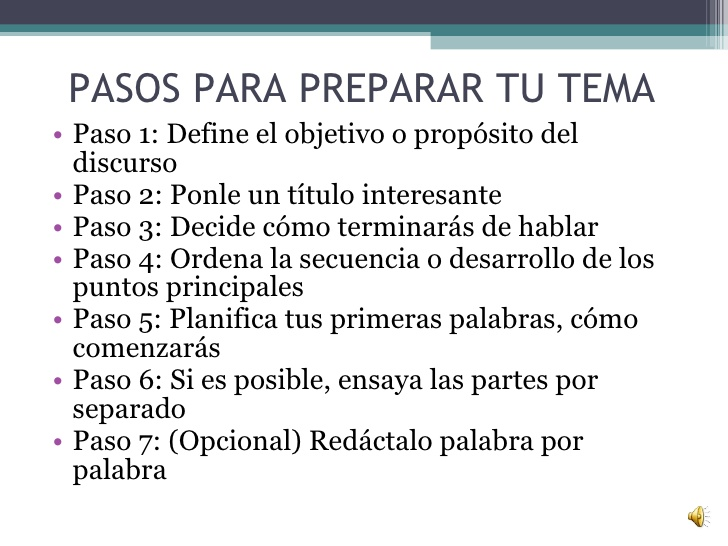 PASOS PARA PREPARAR TU TEMA
• Paso 1: Define el objetivo o propósito del
discurso
• Paso 2: Ponle un título interesante
• Paso 3: Decide cómo terminarás de hablar
• Paso 4: Ordena la secuencia o desarrollo de los
puntos principales
• Paso 5: Planifica tus primeras palabras, cómo
comenzarás
• Paso 6: Si es posible, ensaya las partes por
separado
• Paso 7: (Opcional) Redáctalo palabra por
palabra